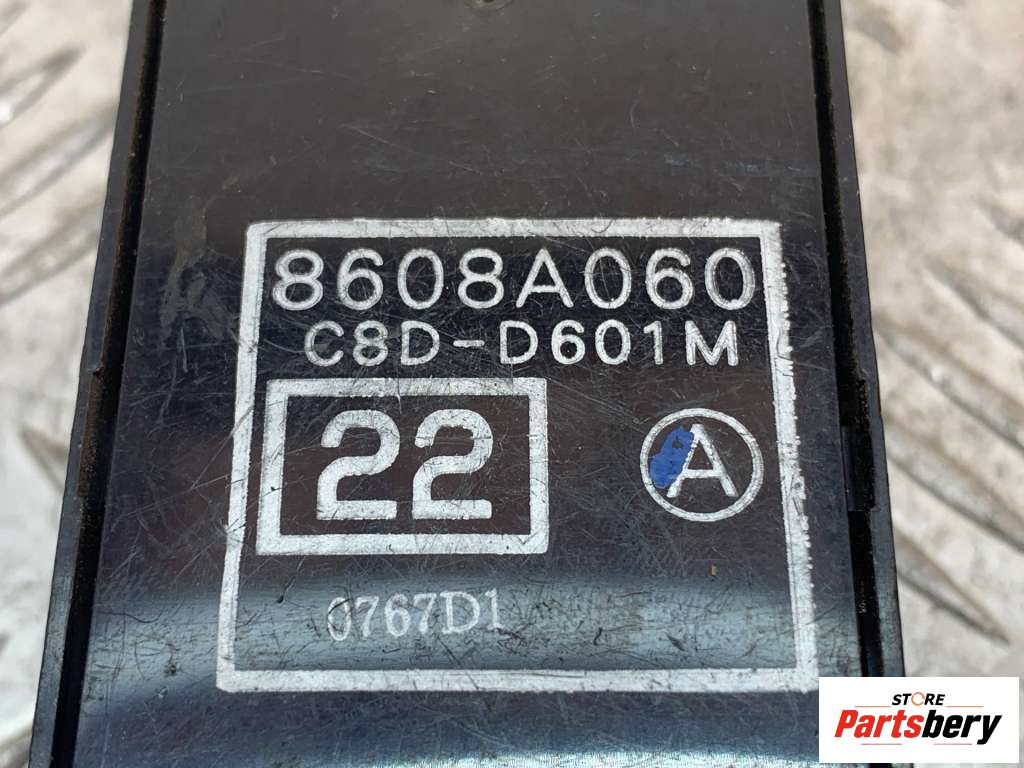 8608A060
C8D-D601M
22
A
0767D1
STORE
Partsbery